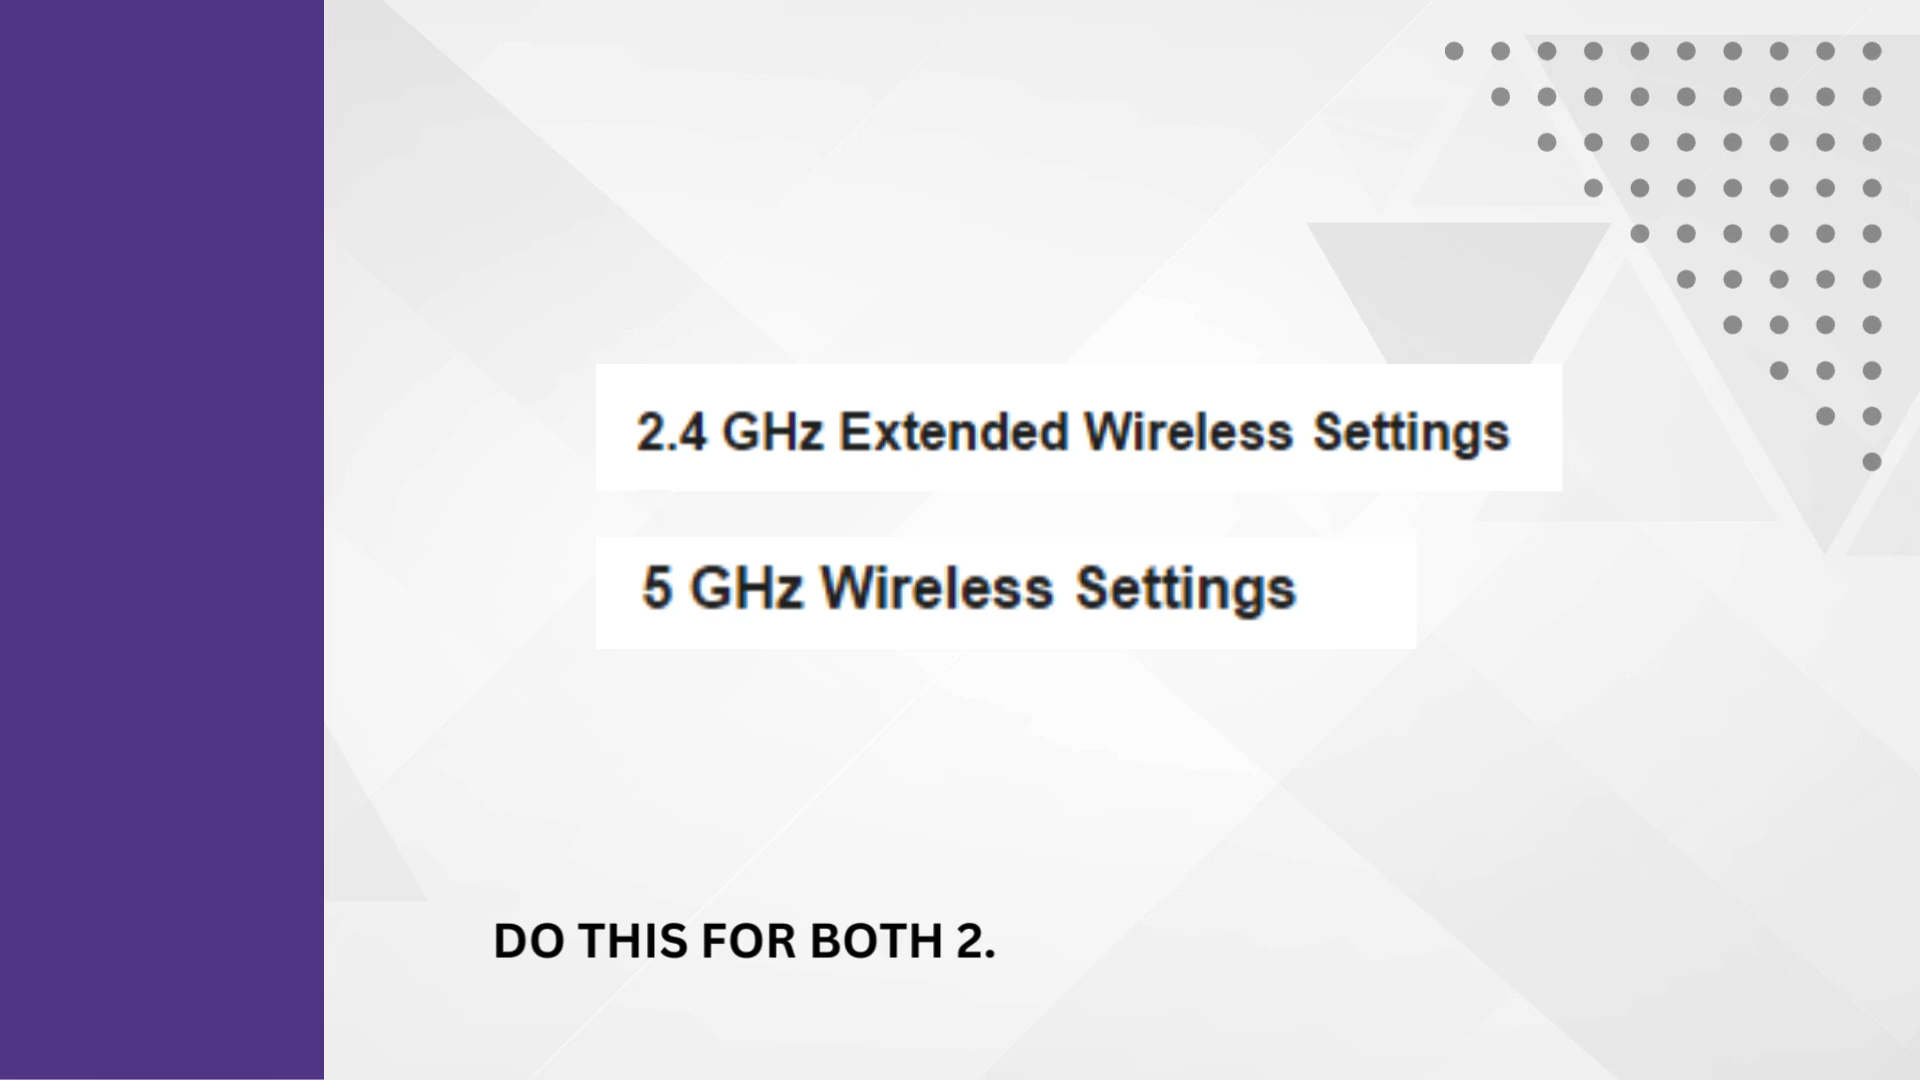 2.4 GHz Extended Wireless Settings
5 GHz Wireless Settings
DO THIS FOR BOTH 2.